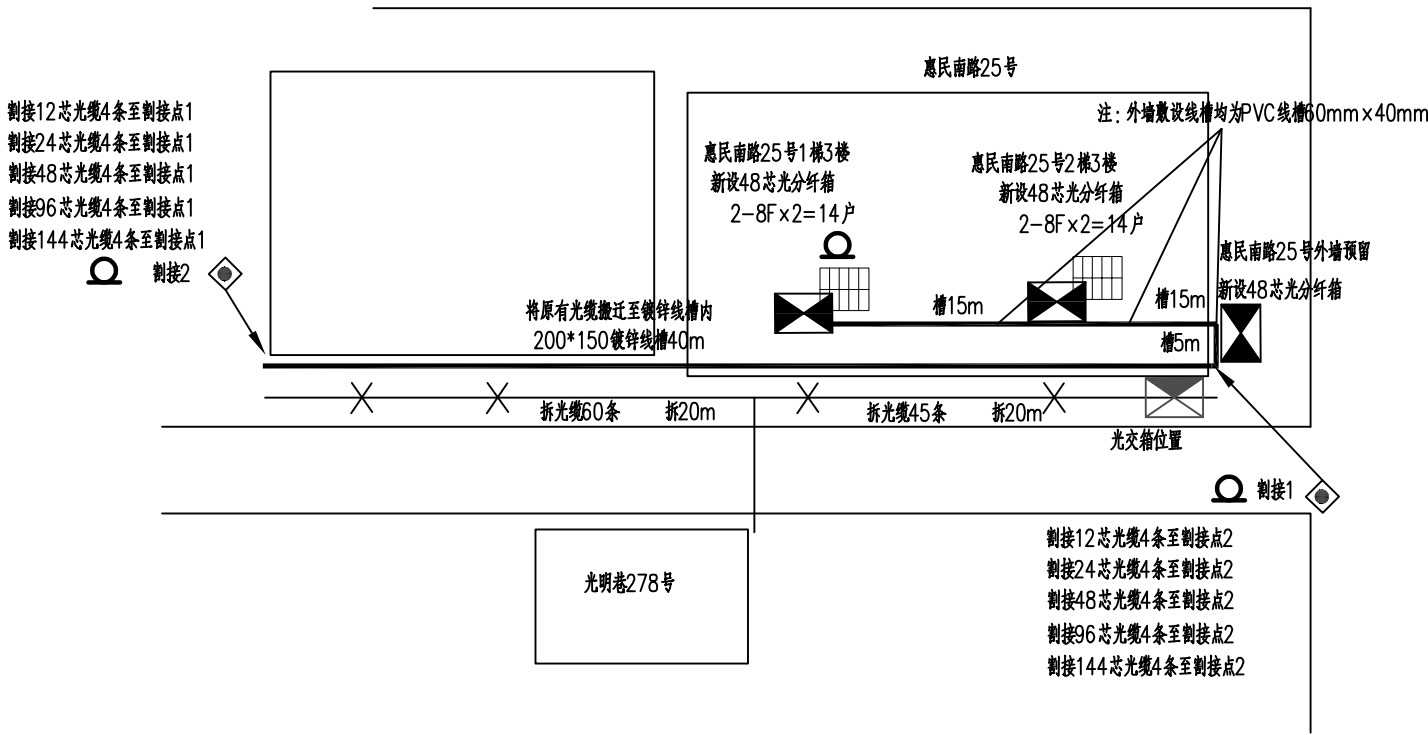 惠民南路25号
割接12芯光缆4条至割接点1
割接24芯光缆4条至割接点1
割接48芯光缆4条至割接点1
割接96芯光缆4条至割接点1
割接144芯光缆4条至割接点1
割接2
注：外墙敷设线槽均为PVC线槽60mm×40mm
惠民南路25号1梯3楼
新设48芯光分纤箱
2-8F×2=14户
惠民南路25号2梯3楼
新设48芯光分纤箱
2-8F×2=14户
惠民南路25号外墙预留
新设48芯光分纤箱
将原有光缆搬迁至镀锌线槽内
200*150镀锌线槽40m
槽15m
槽15m
槽5m
拆光缆60条
拆20m
拆光缆45条
拆20m
光交箱位置
割接1
割接12芯光缆4条至割接点2
割接24芯光缆4条至割接点2
割接48芯光缆4条至割接点2
割接96芯光缆4条至割接点2
割接144芯光缆4条至割接点2
光明巷278号